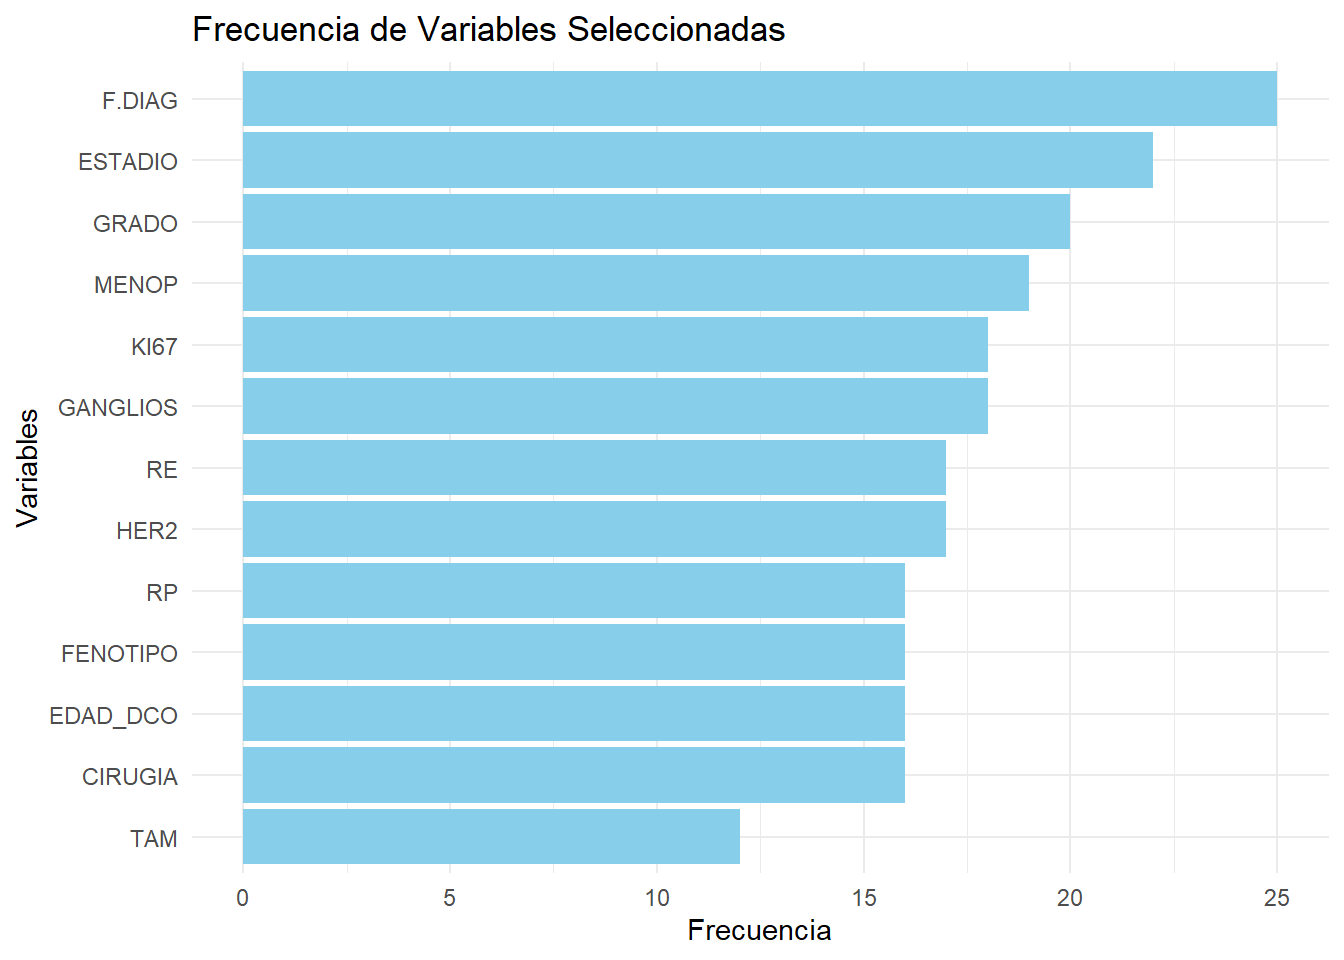 Frecuencia de Variables Seleccionadas
Variables
F.DIAG
ESTADIO
GRADO
MENOP
KI67
GANGLIOS
RE
HER2
RP
FENOTIPO
EDAD_DCO
CIRUGIA
TAM
0 5 10 15 20 25
Frecuencia